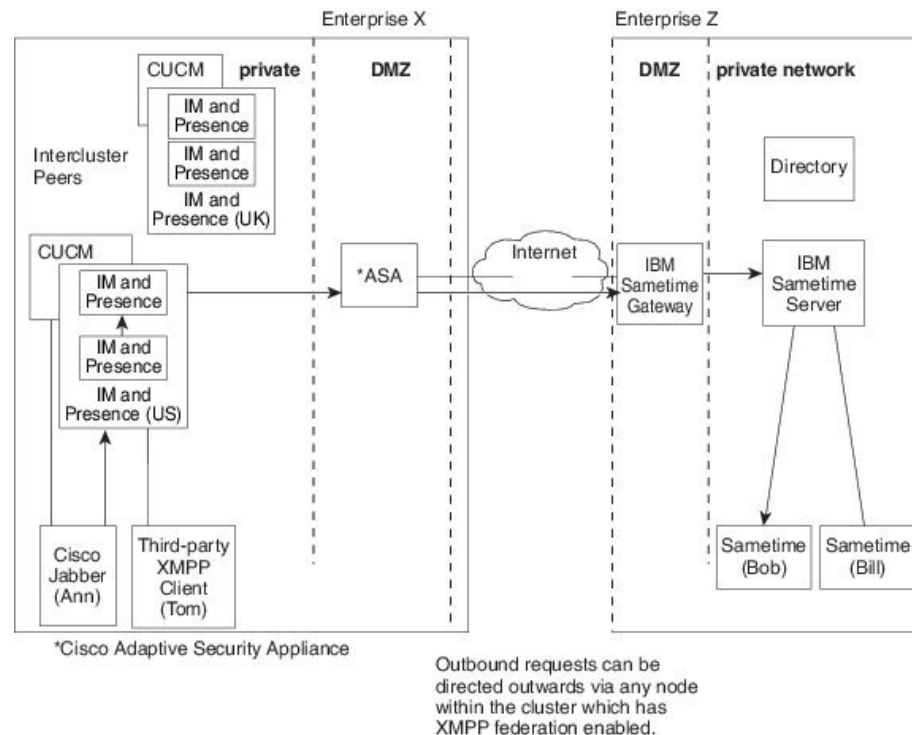 Enterprise X
Enterprise Z
CUCM
private
DMZ
DMZ
private network
IM and
Presence
IM and
Presence
IM and
Presence (UK)
Intercluster
Peers
Directory
CUCM
IM and
Presence
IM and
Presence
IM and
Presence (US)
*ASA
Internet
IBM
Sametime
Gateway
IBM
Sametime
Server
Cisco
Jabber
(Ann)
Third-party
XMPP
Client
(Tom)
Sametime
(Bob)
Sametime
(Bill)
*Cisco Adaptive Security Appliance
Outbound requests can be
directed outwards via any node
within the cluster which has
XMPP federation enabled.